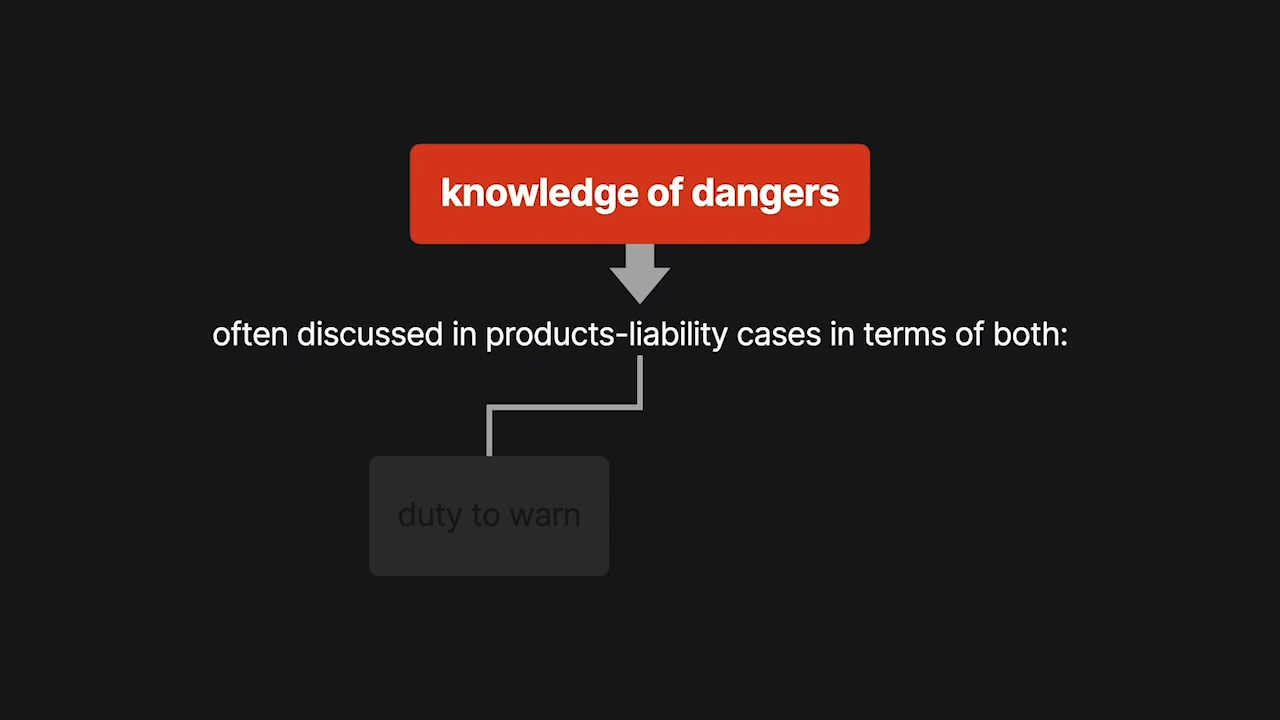 knowledge of dangers
often discussed in products-liability cases in terms of both:
duty to warn